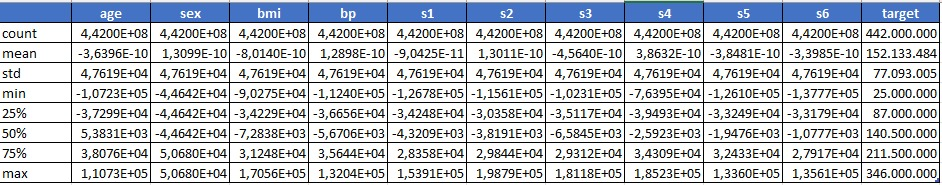 age sex bmi bp s1 s2 s3 s4 s5 s6 target
count 4,4200E+08 4,4200E+08 4,4200E+08 4,4200E+08 4,4200E+08 4,4200E+08 4,4200E+08 4,4200E+08 4,4200E+08 4,4200E+08 442.000.000
mean -3,6396E-10 1,3099E-10 -8,0140E-10 1,2898E-10 -9,0425E-11 1,3011E-10 -4,5640E-10 3,8632E-10 -3,8481E-10 -3,3985E-10 152.133.484
std 4,7619E+04 4,7619E+04 4,7619E+04 4,7619E+04 4,7619E+04 4,7619E+04 4,7619E+04 4,7619E+04 4,7619E+04 4,7619E+04 77.093.005
min -1,0723E+05 -4,4642E+04 -9,0275E+04 -1,1240E+05 -1,2678E+05 -1,1561E+05 -1,0231E+05 -7,6395E+04 -1,2610E+05 -1,3777E+05 25.000.000
25% -3,7299E+04 -4,4642E+04 -3,4229E+04 -3,6656E+04 -3,4248E+04 -3,0358E+04 -3,5117E+04 -3,9493E+04 -3,3249E+04 -3,3179E+04 87.000.000
50% 5,3831E+03 -4,4642E+04 -7,2838E+03 -5,6706E+03 -4,3209E+03 -3,8191E+03 -6,5845E+03 -2,5923E+03 -1,9476E+03 -1,0777E+03 140.500.000
75% 3,8076E+04 5,0680E+04 3,1248E+04 3,5644E+04 2,8358E+04 2,9844E+04 2,9312E+04 3,4309E+04 3,2433E+04 2,7917E+04 211.500.000
max 1,1073E+05 5,0680E+04 1,7056E+05 1,3204E+05 1,5391E+05 1,9879E+05 1,8118E+05 1,8523E+05 1,3360E+05 1,3561E+05 346.000.000